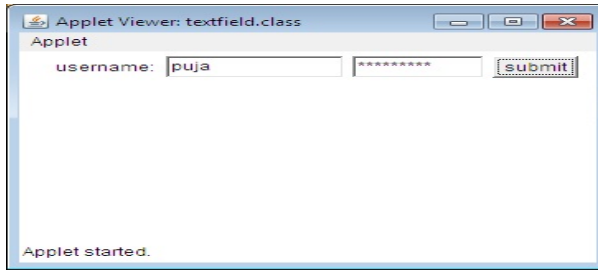 Applet Viewer: textfield.class
Applet
username: puja ********* submit
Applet started.